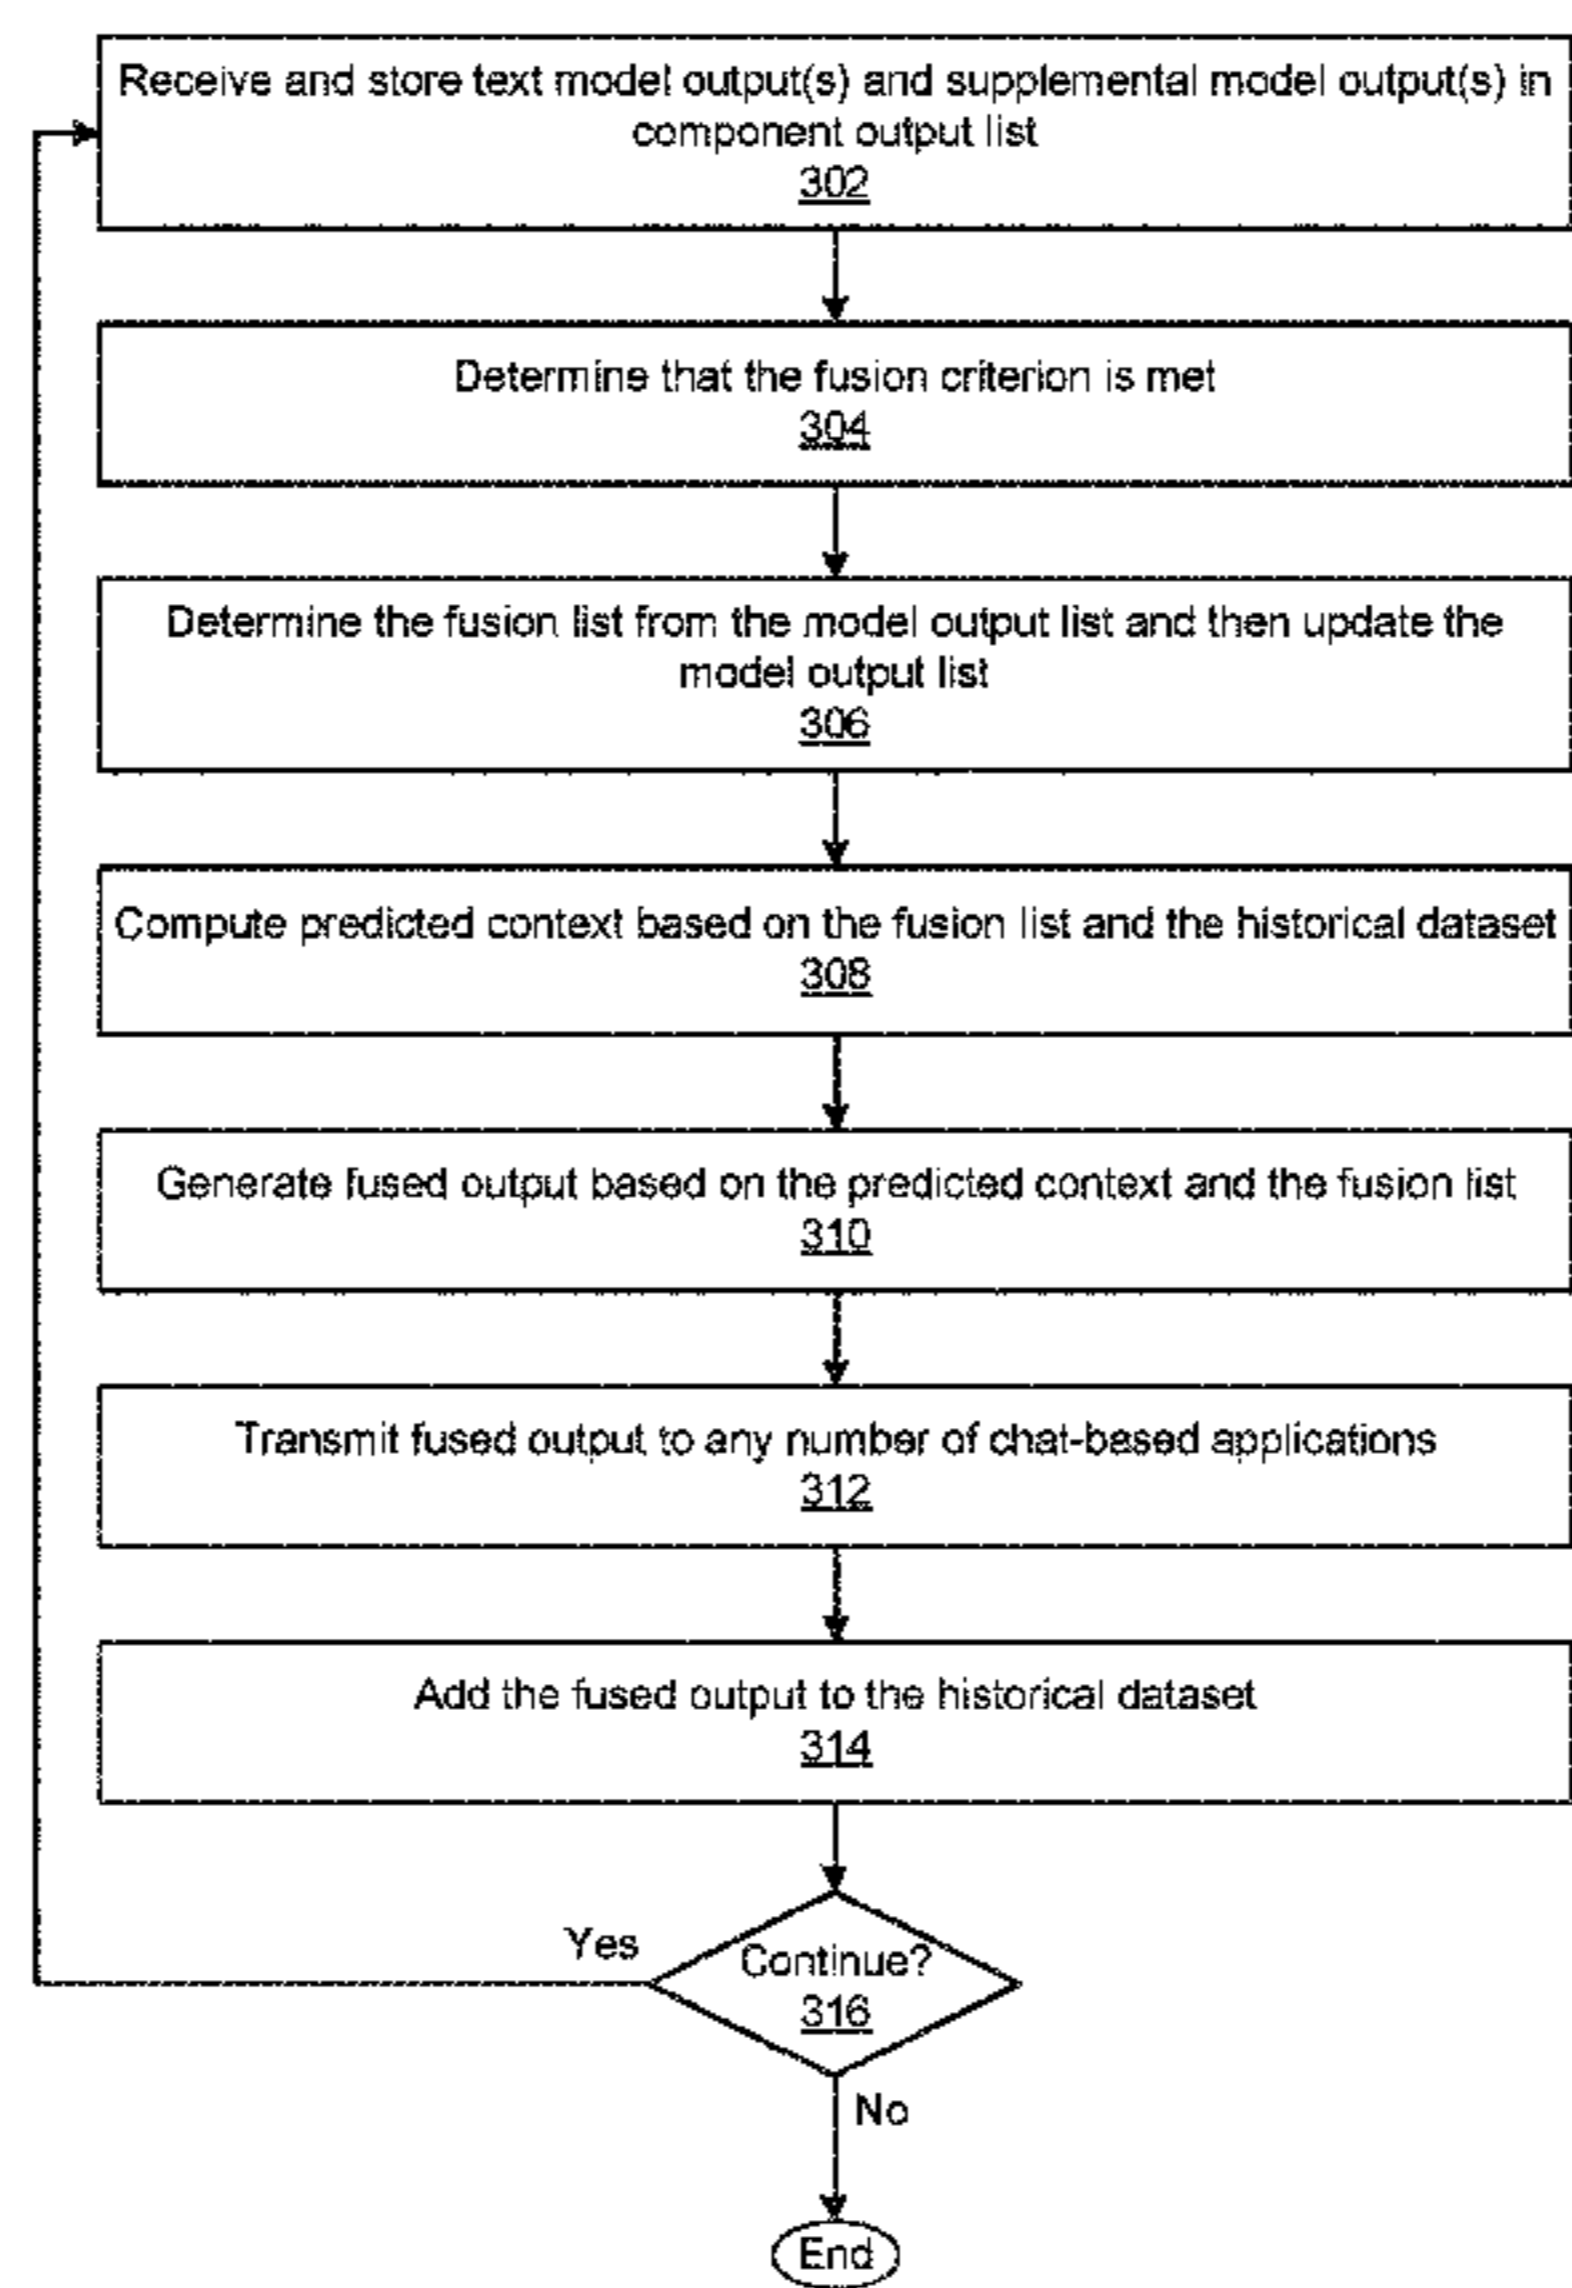 Receive and store text model output(s) and supplemental model output(s) in
component output list
302
Determine that the fusion criterion is met
304
Determine the fusion list from the model output list and then update the
model output list
306
Compute predicted context based on the fusion list and the historical dataset
308
Generate fused output based on the predicted context and the fusion list
310
Transmit fused output to any number of chat-based applications
312
Add the fused output to the historical dataset
314
Yes
Continue?
316
No
End